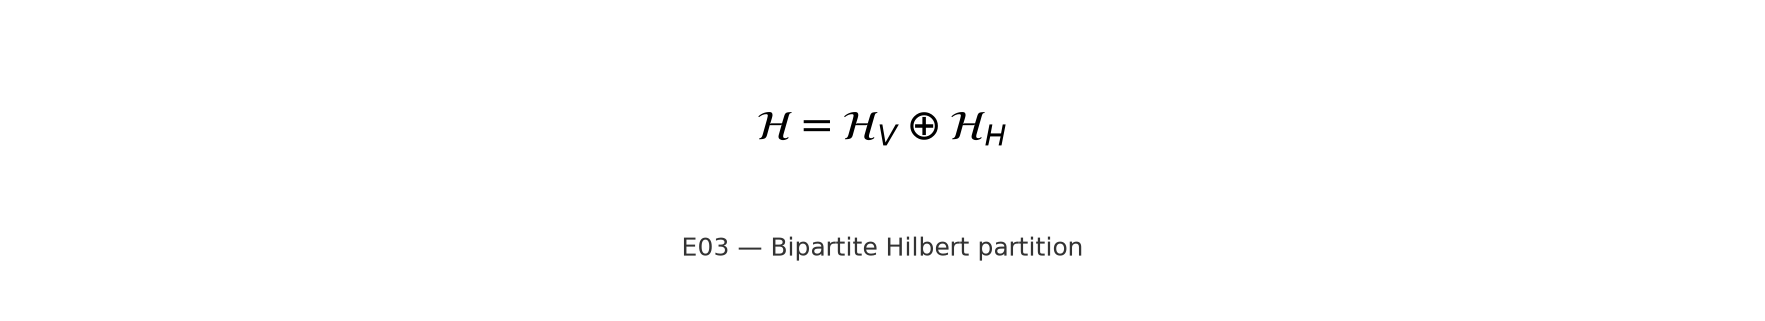 ℋ = ℋ_V ⊕ ℋ_H
E03 — Bipartite Hilbert partition